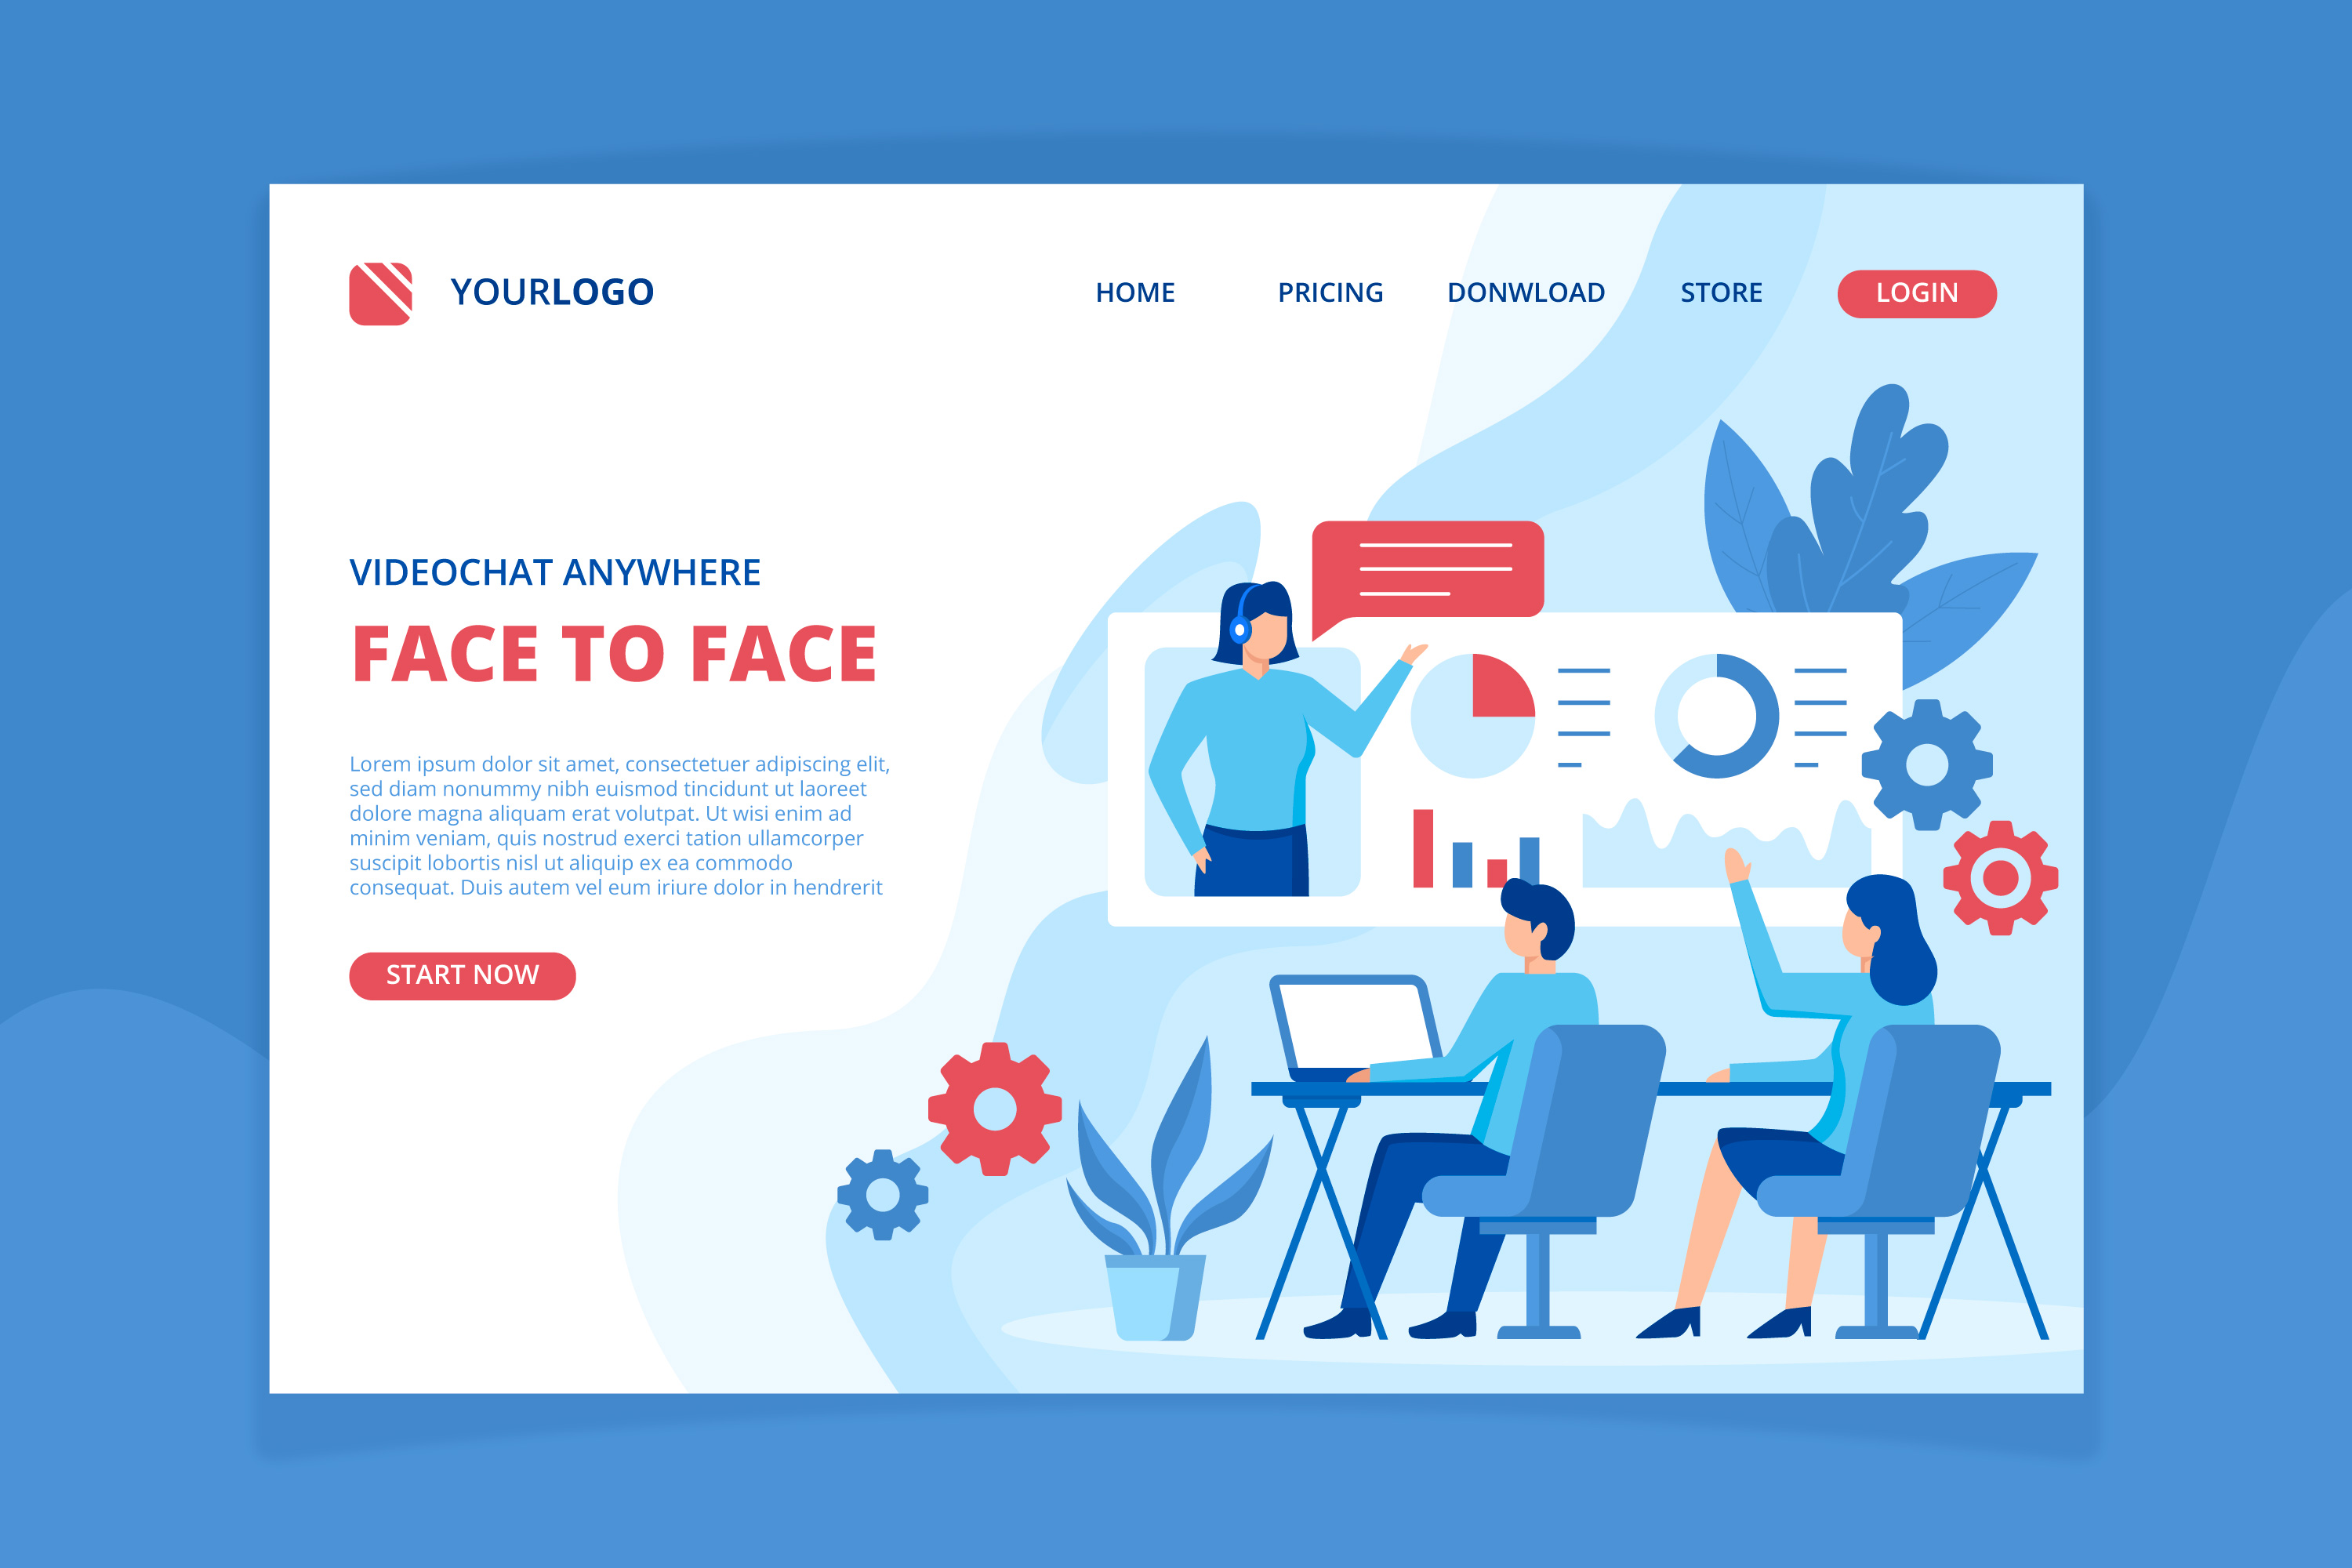 YOURLOGO
HOME PRICING DONWLOAD STORE LOGIN
VIDEOCHAT ANYWHERE
FACE TO FACE
Lorem ipsum dolor sit amet, consectetuer adipiscing elit,
sed diam nonummy nibh euismod tincidunt ut laoreet
dolore magna aliquam erat volutpat. Ut wisi enim ad
minim veniam, quis nostrud exerci tation ullamcorper
suscipit lobortis nisl ut aliquip ex ea commodo
consequat. Duis autem vel eum iriure dolor in hendrerit
START NOW